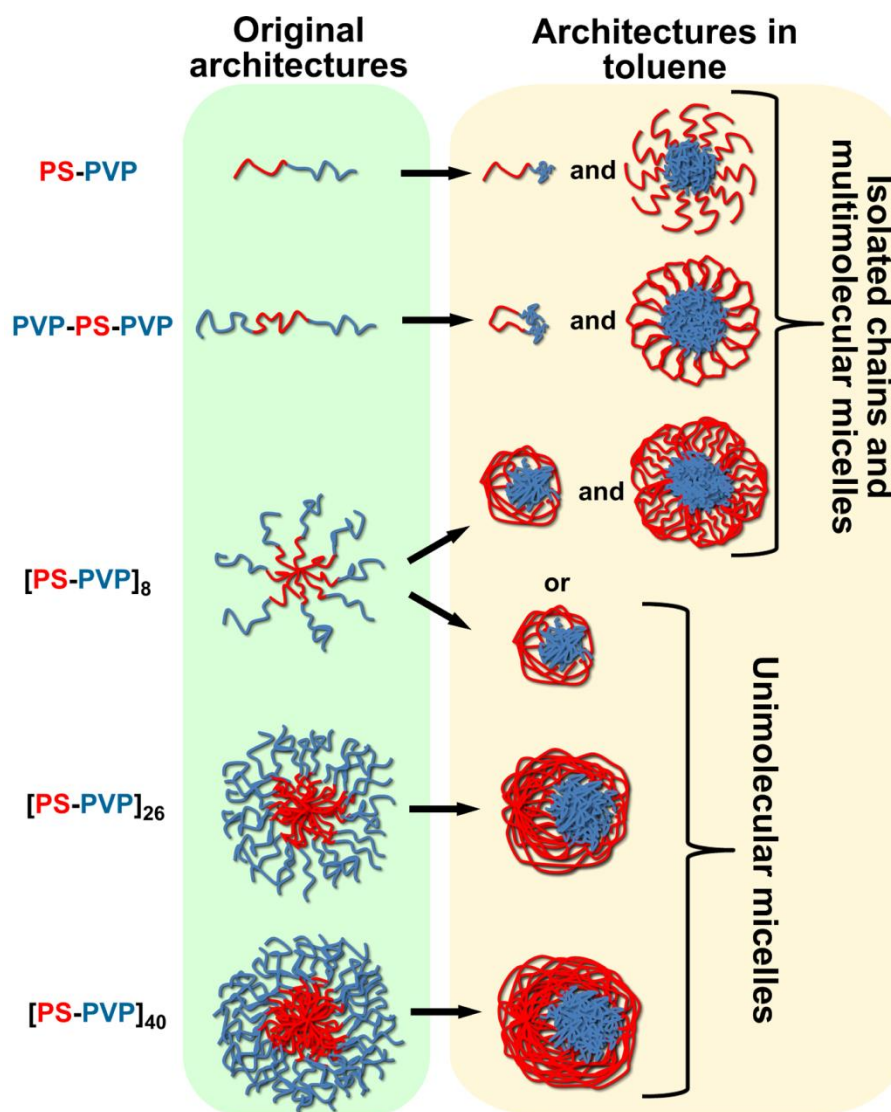 Original
architectures
Architectures in
toluene
PS-PVP
and
PVP-PS-PVP
and
and
Isolated chains and
multimolecular micelles
[PS-PVP]8
or
[PS-PVP]26
Unimolecular micelles
[PS-PVP]40